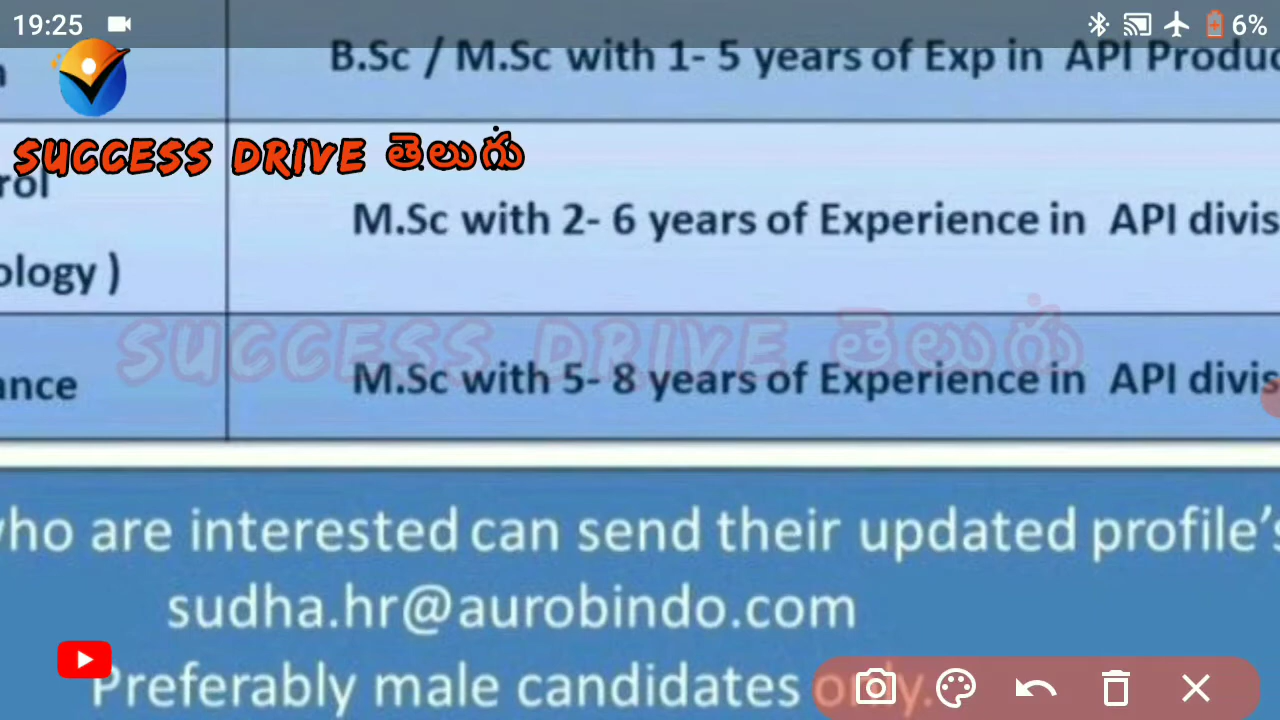 19:25 6%
B.Sc / M.Sc with 1- 5 years of Exp in API Produc
SUCCESS DRIVE తెలుగు
rol
M.Sc with 2- 6 years of Experience in API divis
ology )
SUCCESS DRIVE తెలుగు
ance
M.Sc with 5- 8 years of Experience in API divis
who are interested can send their updated profile's
sudha.hr@aurobindo.com
Preferably male candidates only.